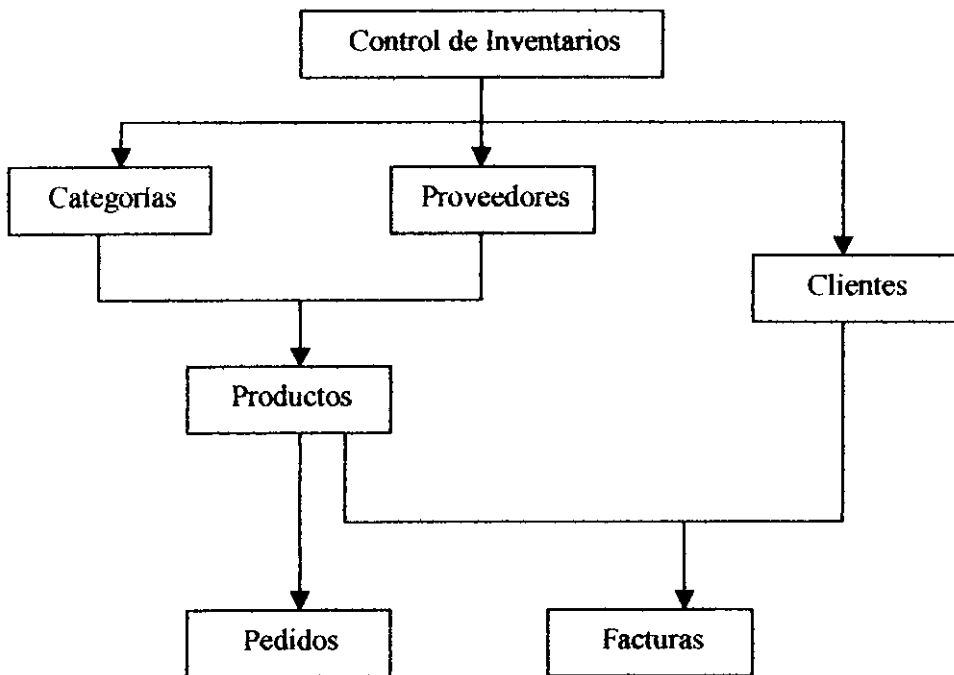 Control de Inventarios
Categorías
Proveedores
Clientes
Productos
Pedidos
Facturas